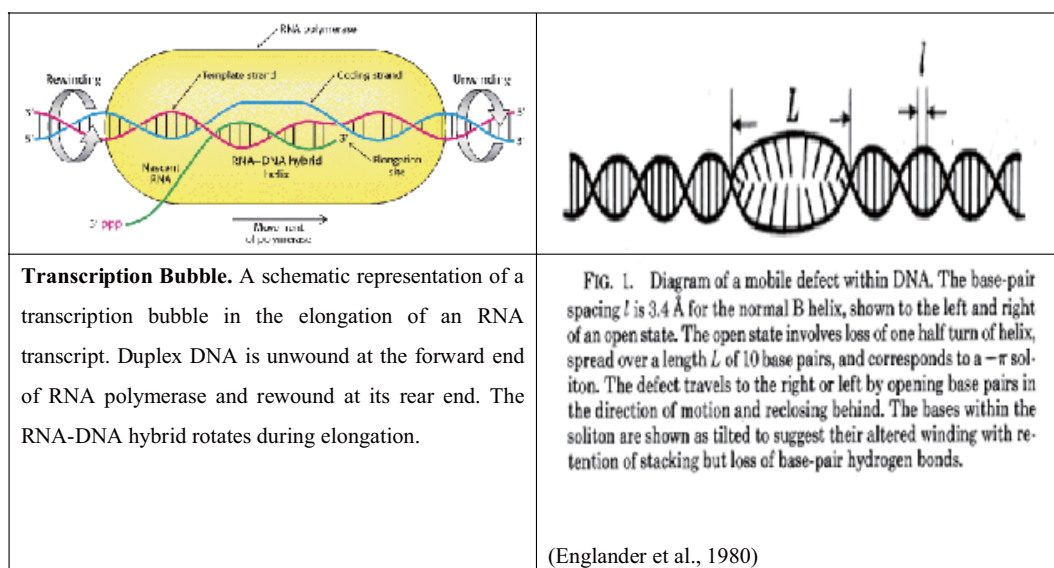 RNA polymerase
Rewinding
Template strand
Coding strand
Unwinding
3'
5'
3'
5'
3'
Nascent
RNA
RNA–DNA hybrid
helix
Elongation
site
5' ppp
Movement
of polymerase
l
L
Transcription Bubble. A schematic representation of a
transcription bubble in the elongation of an RNA
transcript. Duplex DNA is unwound at the forward end
of RNA polymerase and rewound at its rear end. The
RNA-DNA hybrid rotates during elongation.
FIG. 1. Diagram of a mobile defect within DNA. The base-pair
spacing l is 3.4 Å for the normal B helix, shown to the left and right
of an open state. The open state involves loss of one half turn of helix,
spread over a length L of 10 base pairs, and corresponds to a −π sol-
iton. The defect travels to the right or left by opening base pairs in
the direction of motion and reclosing behind. The bases within the
soliton are shown as tilted to suggest their altered winding with re-
tention of stacking but loss of base-pair hydrogen bonds.
(Englander et al., 1980)